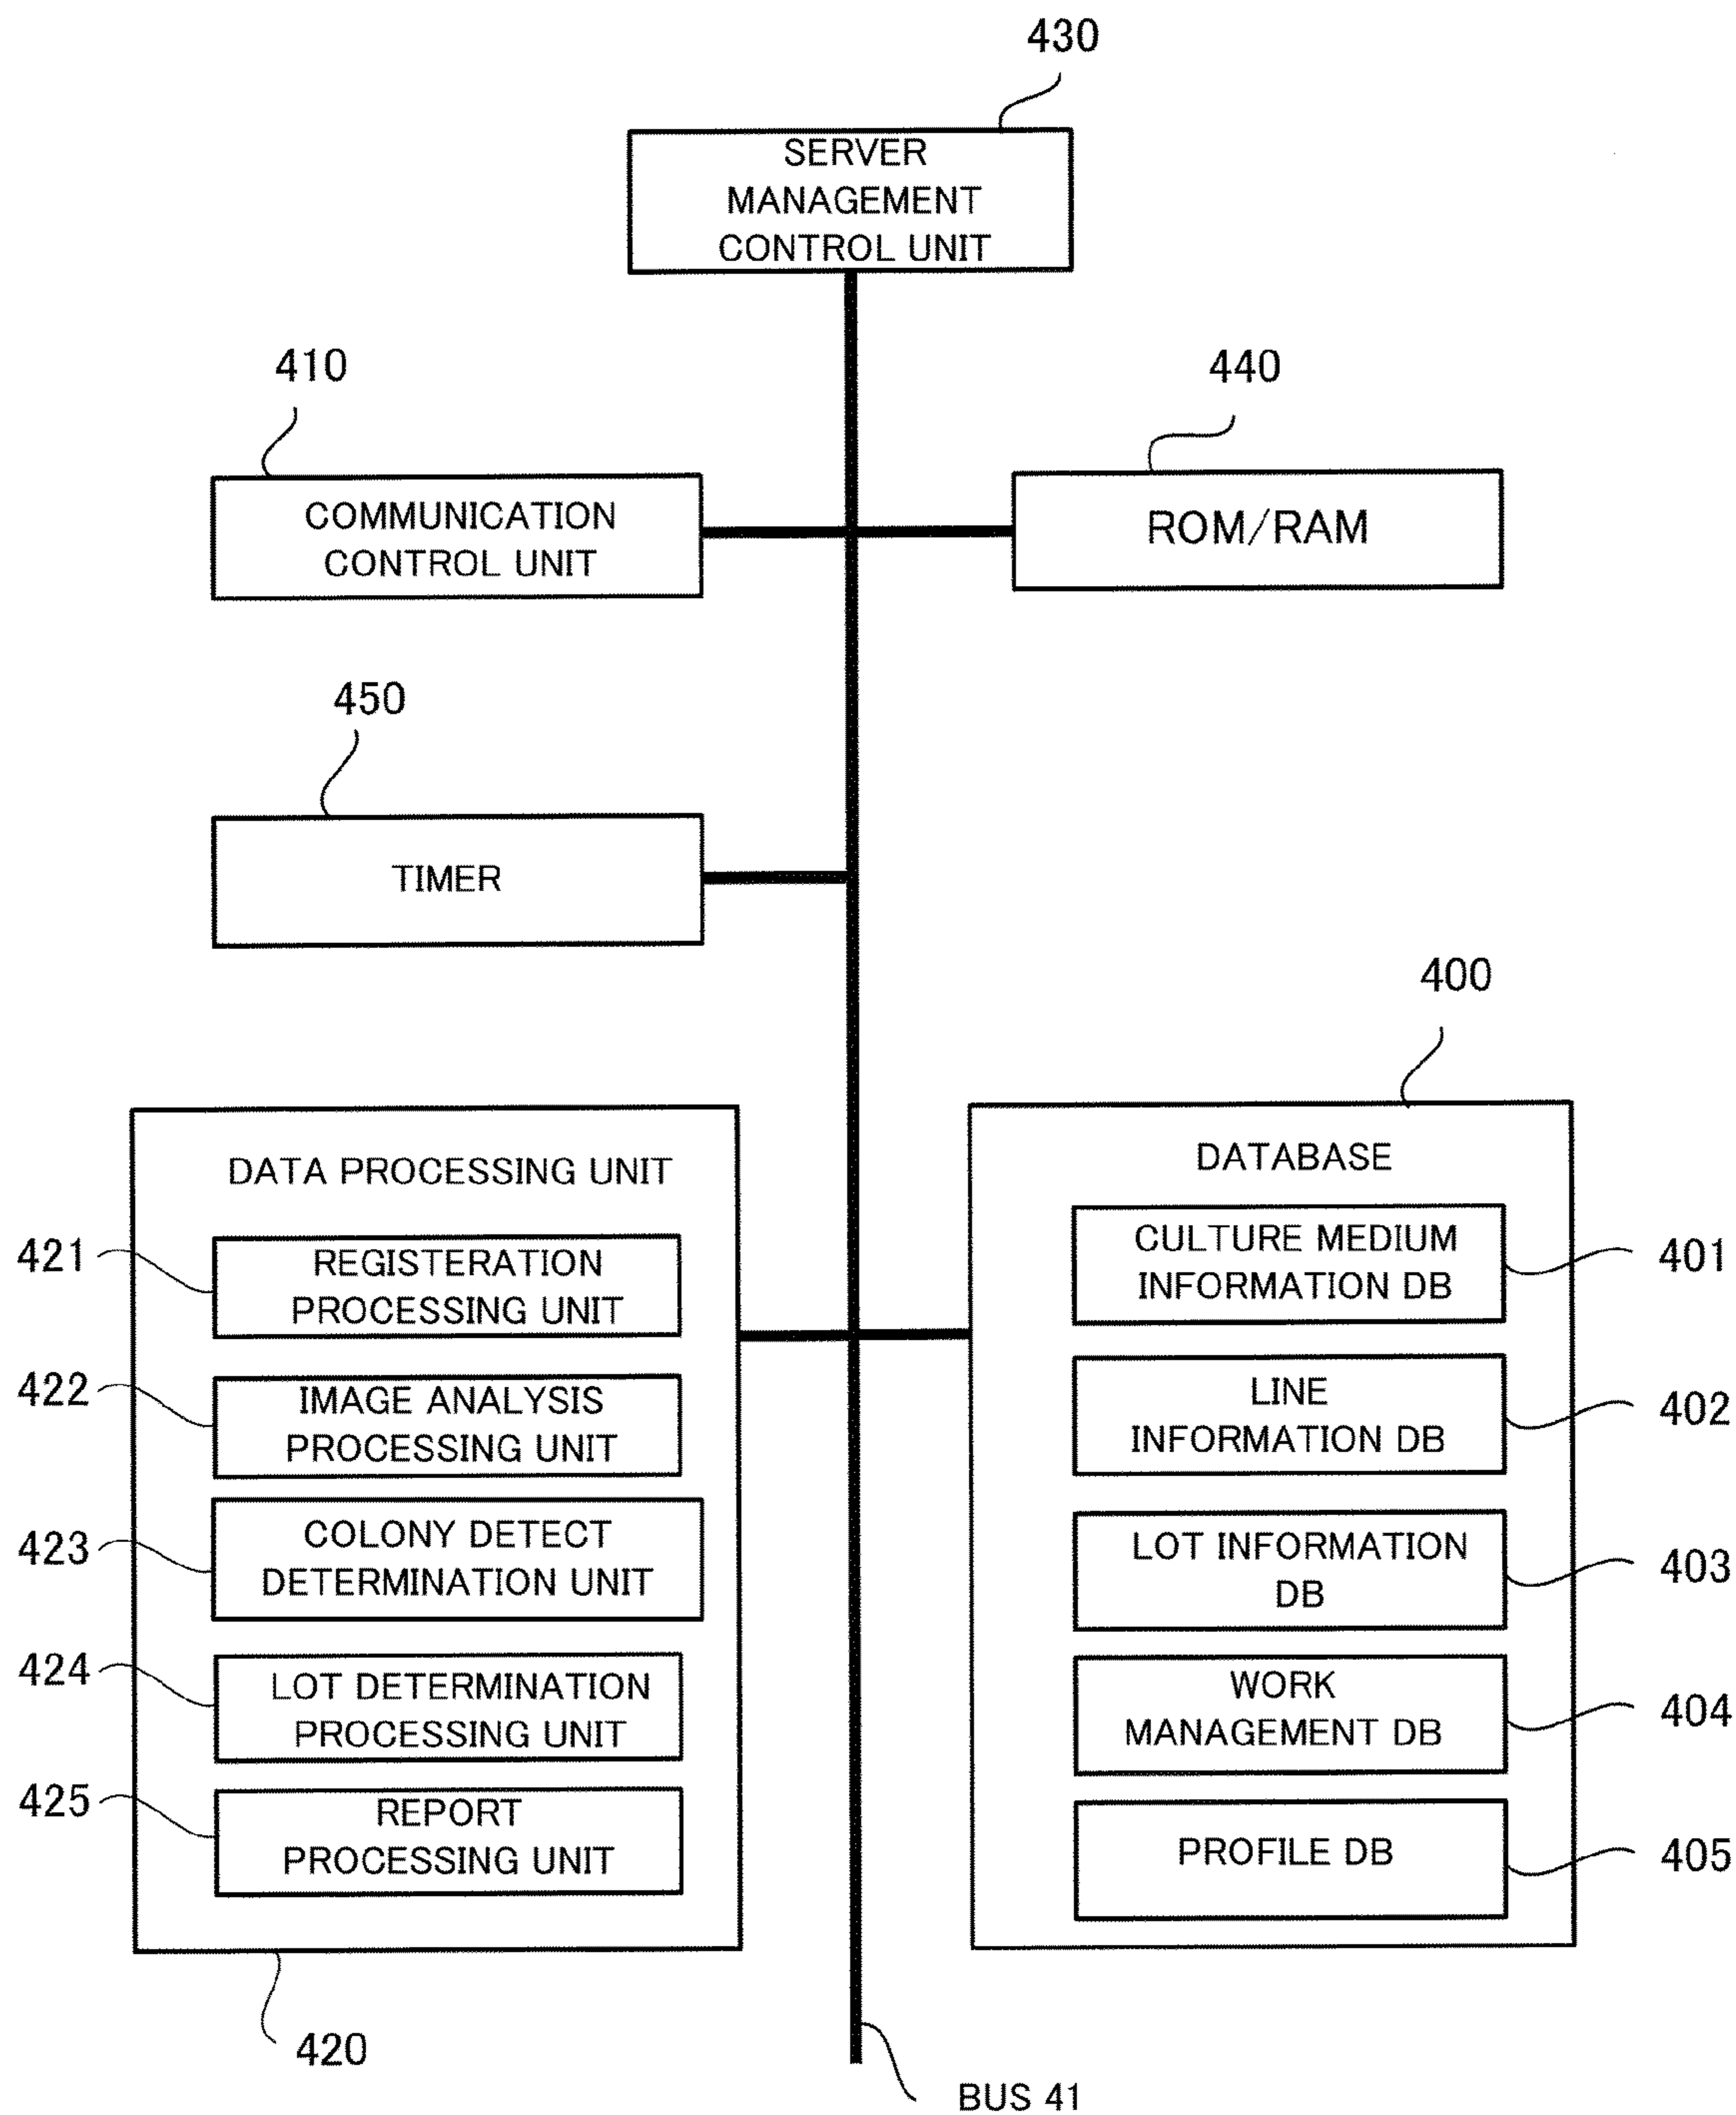 430
SERVER
MANAGEMENT
CONTROL UNIT
410
COMMUNICATION
CONTROL UNIT
440
ROM/RAM
450
TIMER
DATA PROCESSING UNIT
421
REGISTERATION
PROCESSING UNIT
422
IMAGE ANALYSIS
PROCESSING UNIT
423
COLONY DETECT
DETERMINATION UNIT
424
LOT DETERMINATION
PROCESSING UNIT
425
REPORT
PROCESSING UNIT
420
400
DATABASE
CULTURE MEDIUM
INFORMATION DB
401
LINE
INFORMATION DB
402
LOT INFORMATION
DB
403
WORK
MANAGEMENT DB
404
PROFILE DB
405
BUS 41